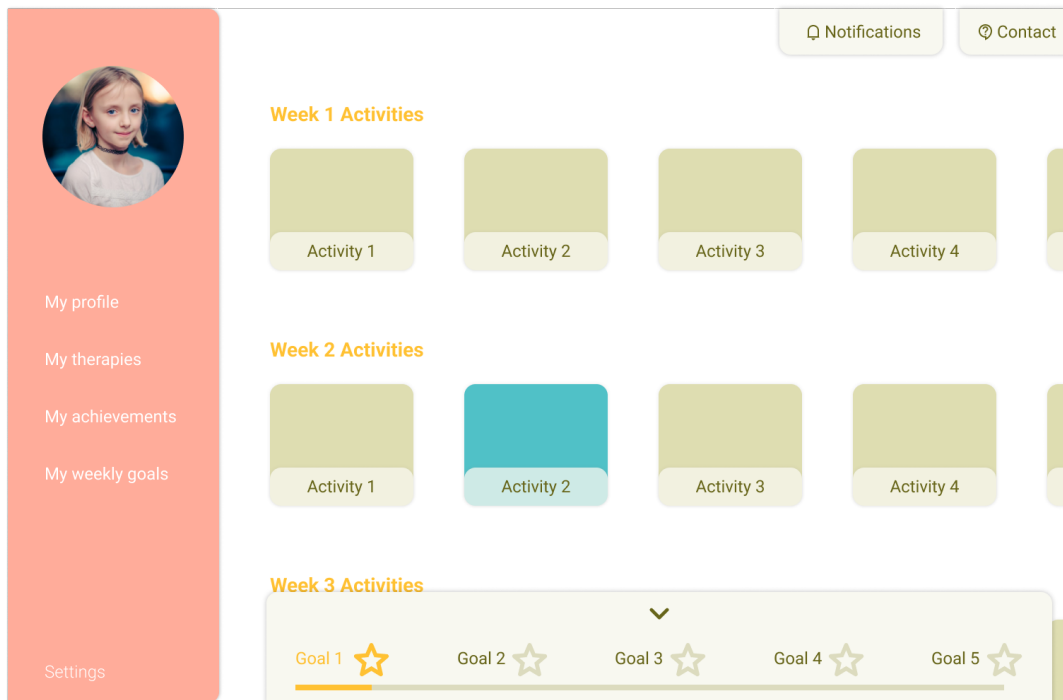 Notifications
Contact
Week 1 Activities
Activity 1
Activity 2
Activity 3
Activity 4
My profile
My therapies
My achievements
My weekly goals
Week 2 Activities
Activity 1
Activity 2
Activity 3
Activity 4
Week 3 Activities
Goal 1
Goal 2
Goal 3
Goal 4
Goal 5
Settings